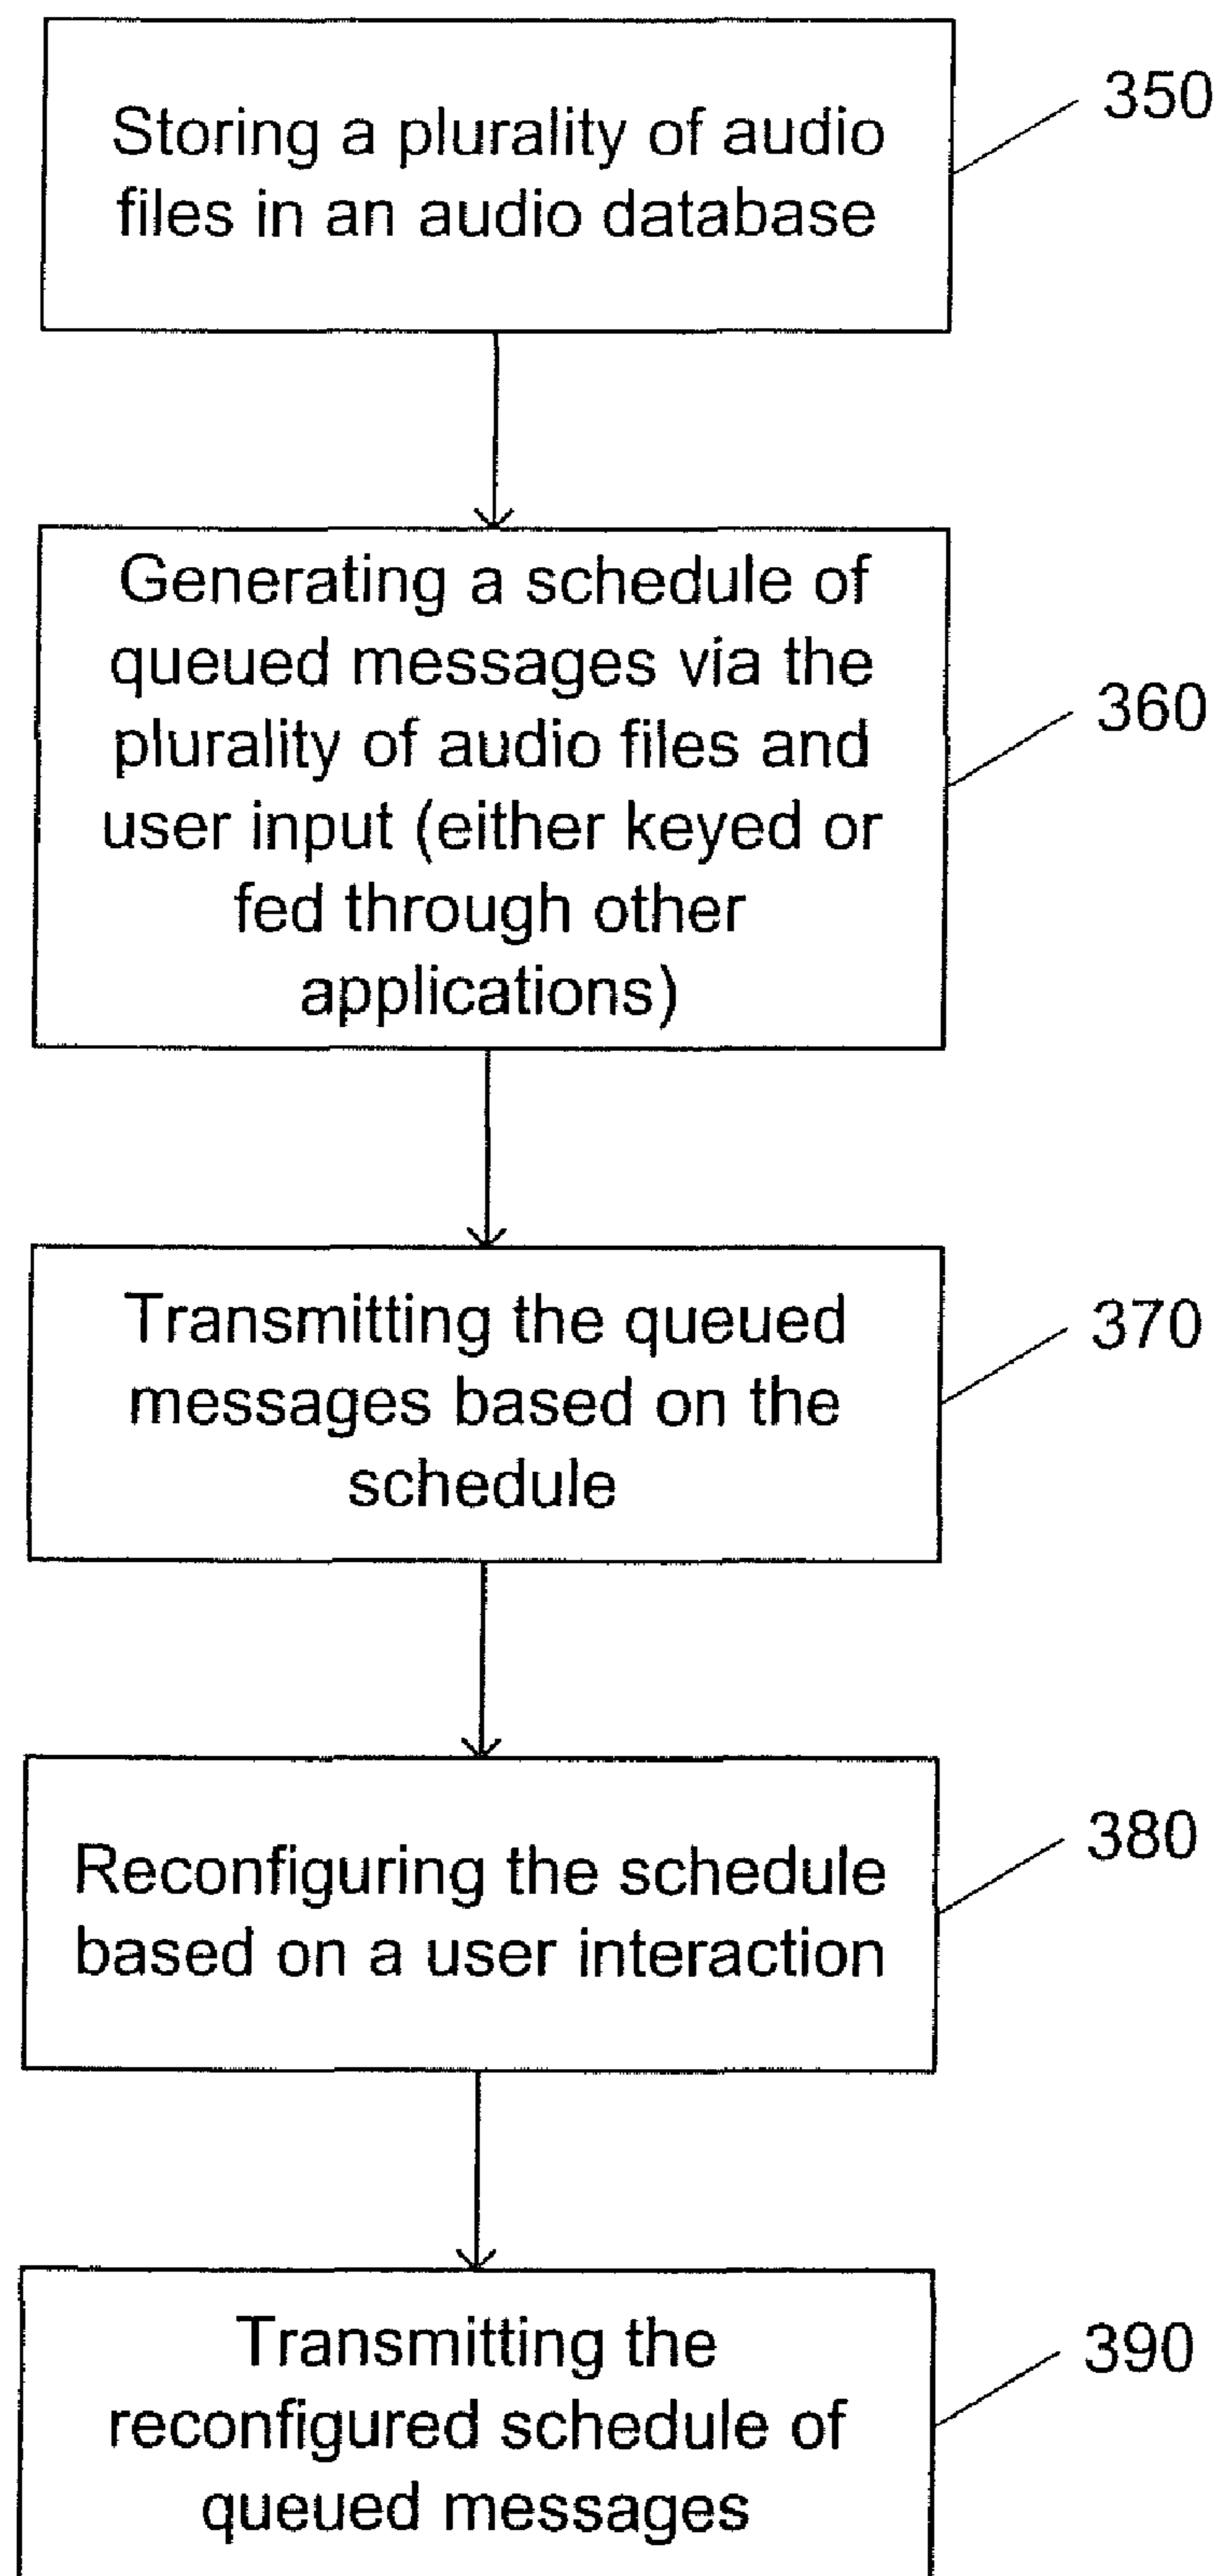 Storing a plurality of audio
files in an audio database
350
Generating a schedule of
queued messages via the
plurality of audio files and
user input (either keyed or
fed through other
applications)
360
Transmitting the queued
messages based on the
schedule
370
Reconfiguring the schedule
based on a user interaction
380
Transmitting the
reconfigured schedule of
queued messages
390